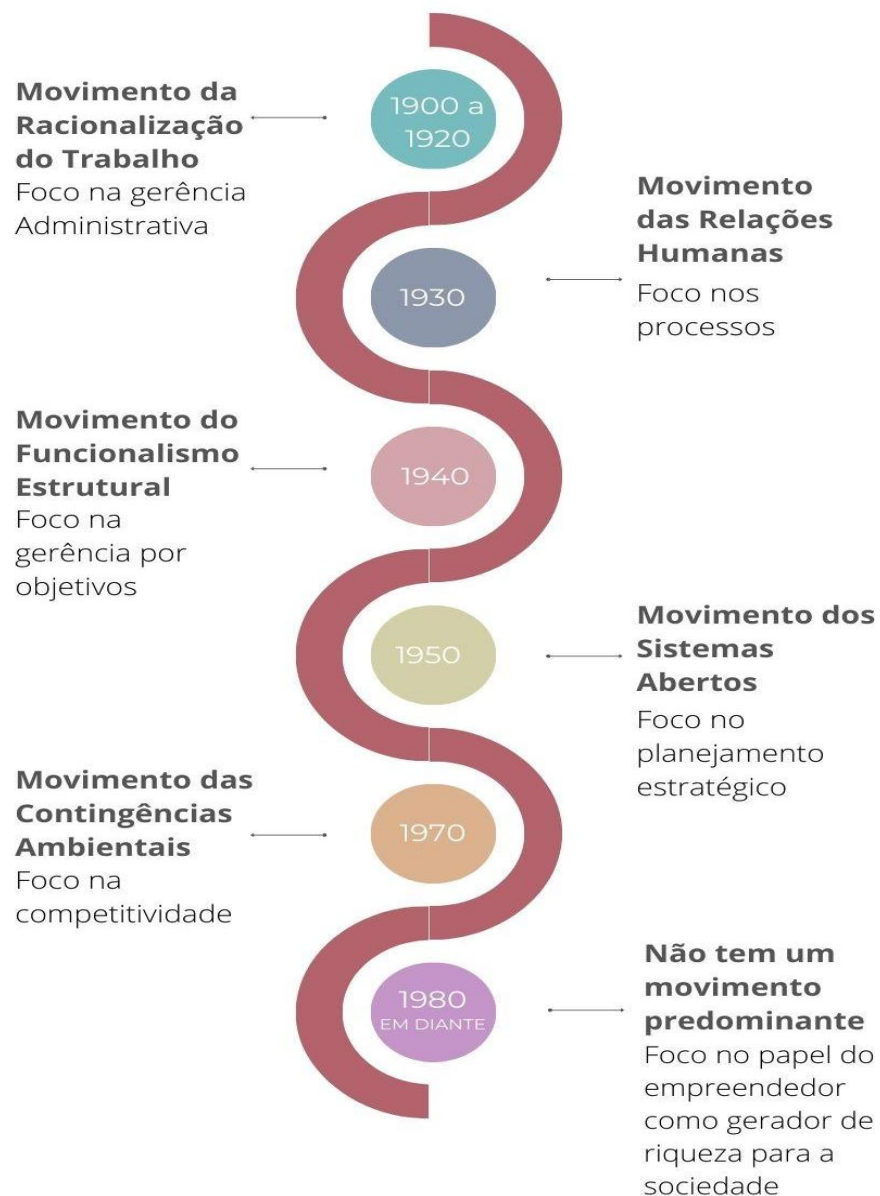 1900 a
1920
Movimento da
Racionalização
do Trabalho
Foco na gerência
Administrativa
1930
Movimento
das Relações
Humanas
Foco nos
processos
1940
Movimento do
Funcionalismo
Estrutural
Foco na
gerência por
objetivos
1950
Movimento dos
Sistemas
Abertos
Foco no
planejamento
estratégico
1970
Movimento das
Contingências
Ambientais
Foco na
competitividade
1980
EM DIANTE
Não tem um
movimento
predominante
Foco no papel do
empreendedor
como gerador de
riqueza para a
sociedade